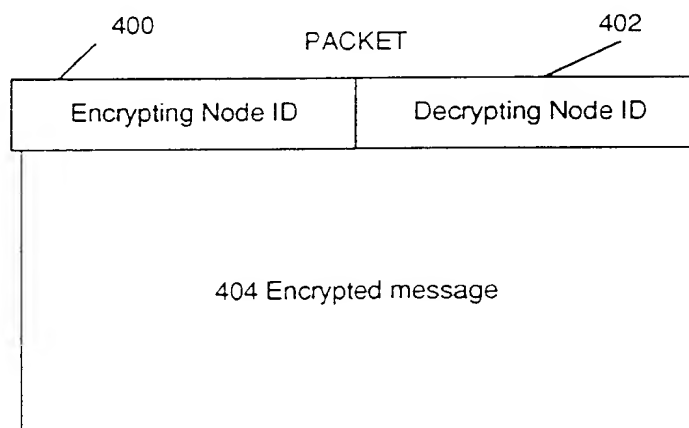 400
PACKET
402
Encrypting Node ID
Decrypting Node ID
404 Encrypted message